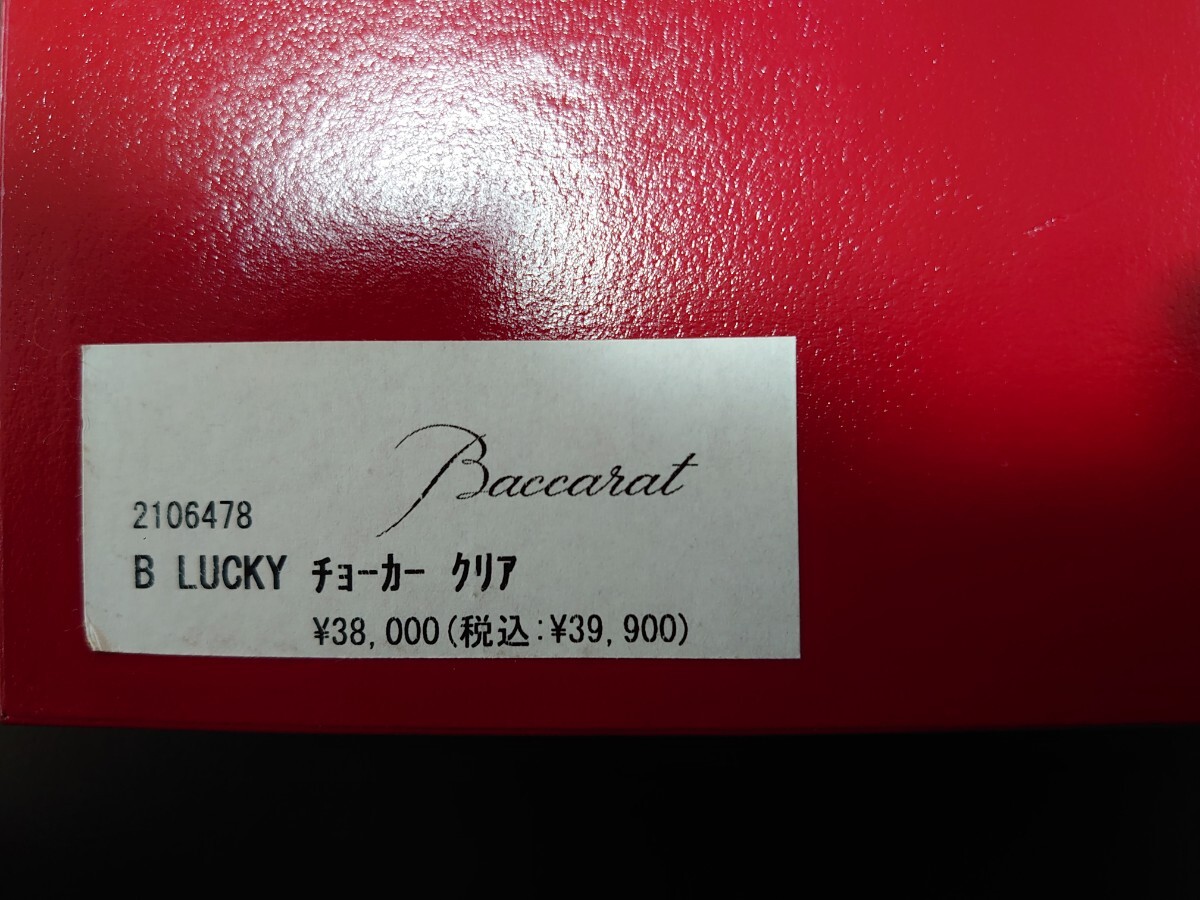 Baccarat
2106478
B LUCKY ﾁｮｰｶｰ ｸﾘｱ
¥38,000(税込:¥39,900)